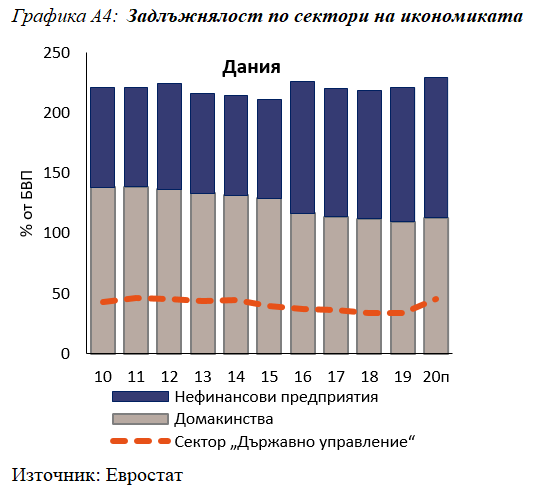 Графика А4: Задлъжнялост по сектори на икономиката
Дания
% от БВП
250
200
150
100
50
0
10 11 12 13 14 15 16 17 18 19 20п
Нефинансови предприятия
Домакинства
Сектор „Държавно управление“
Източник: Евростат